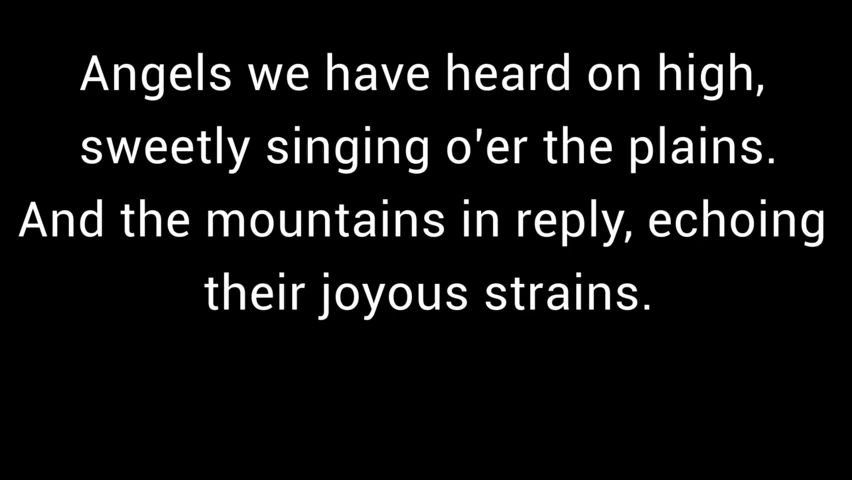 Angels we have heard on high,
sweetly singing o'er the plains.
And the mountains in reply, echoing
their joyous strains.